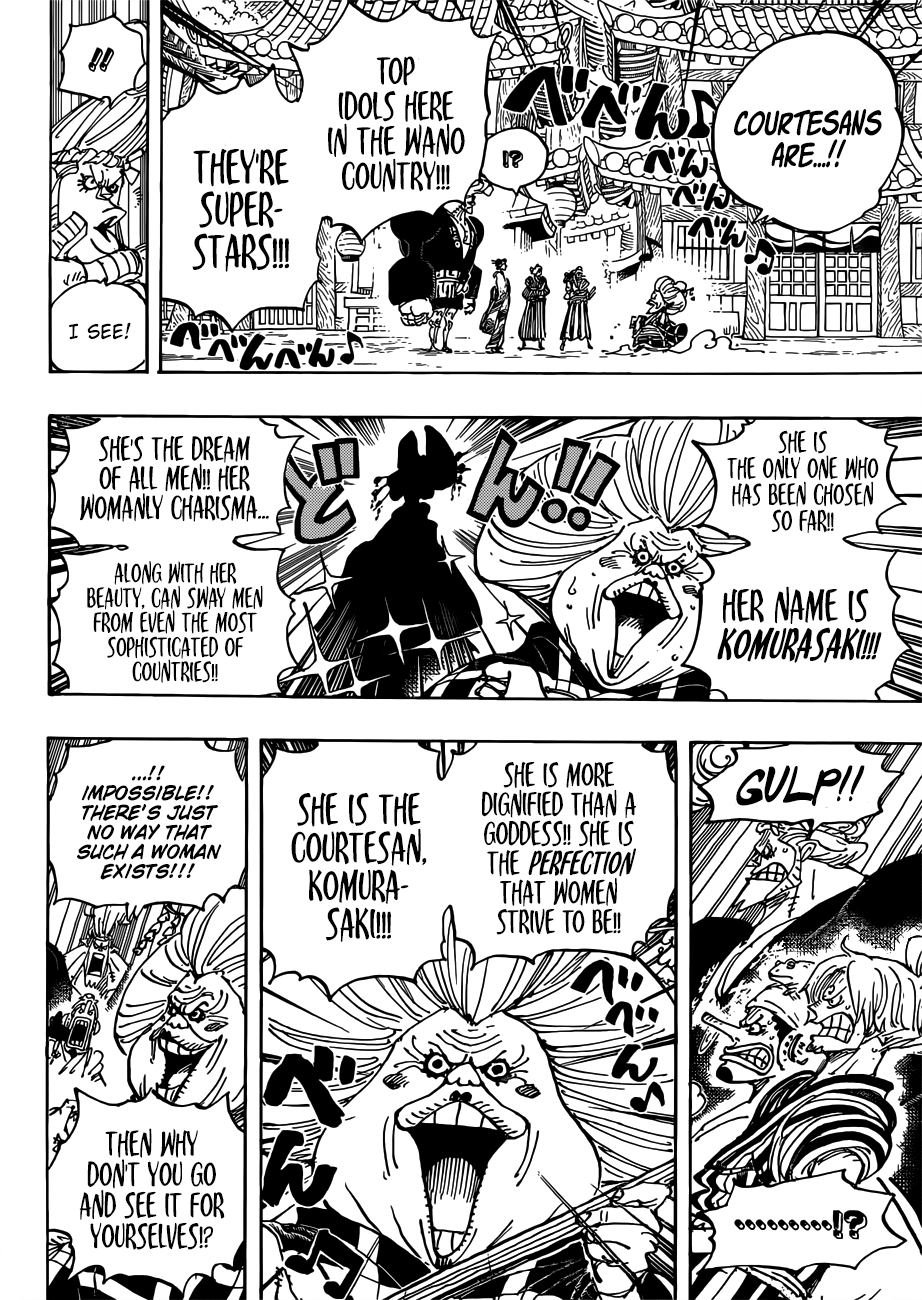 COURTESANS
ARE...!!
べべん♪
べん
べん
べん♪
!?
TOP
IDOLS HERE
IN THE WANO
COUNTRY!!!
THEY'RE
SUPER-
STARS!!!
べべんべん♪
!!
I SEE!
SHE IS
THE ONLY ONE WHO
HAS BEEN CHOSEN
SO FAR!!
HER NAME IS
KOMURASAKI!!!
どん!!
SHE'S THE DREAM
OF ALL MEN!! HER
WOMANLY CHARISMA...
ALONG WITH HER
BEAUTY, CAN SWAY MEN
FROM EVEN THE MOST
SOPHISTICATED OF
COUNTRIES!!
GULP!!
..........!?
SHE IS MORE
DIGNIFIED THAN A
GODDESS!! SHE IS
THE PERFECTION
THAT WOMEN
STRIVE TO BE!!
SHE IS THE
COURTESAN,
KOMURA-
SAKI!!!
べべん♪
べん♪
...!!
IMPOSSIBLE!!
THERE'S JUST
NO WAY THAT
SUCH A WOMAN
EXISTS!!!
THEN WHY
DON'T YOU GO
AND SEE IT FOR
YOURSELVES!?